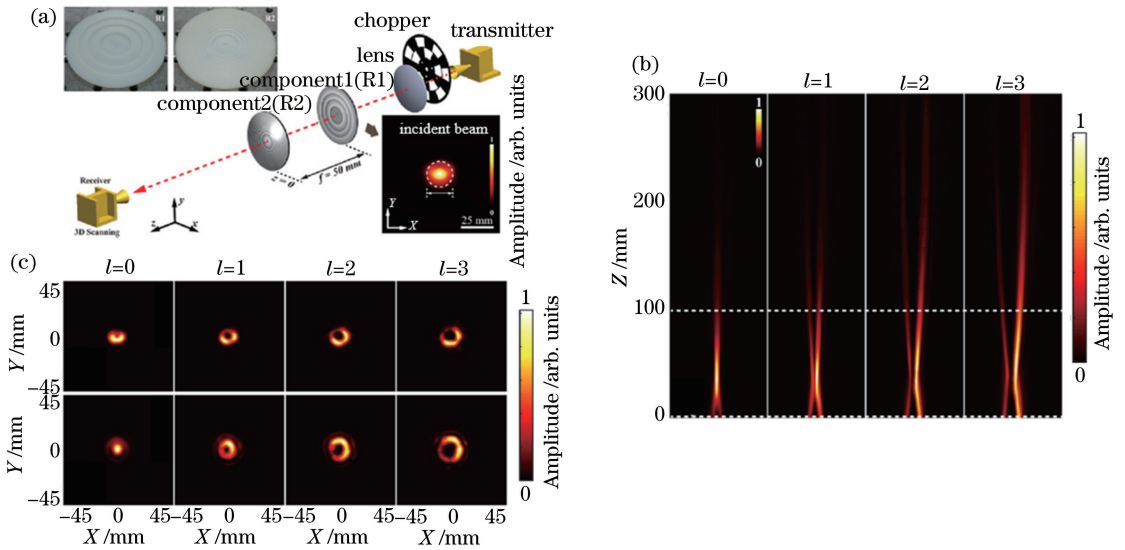 (a)
R1
R2
chopper
transmitter
lens
component1(R1)
component2(R2)
incident beam
1
0
z=0
f=50 mm
Y
X
25 mm
Receiver
3D Scanning
y
z
x
Amplitude /arb. units
(b)
l=0
l=1
l=2
l=3
300
200
100
0
Z /mm
1
0
1
0
Amplitude /arb. units
(c)
l=0
l=1
l=2
l=3
45
0
−45
Y /mm
45
0
−45
Y /mm
−45
0
45
−45
0
45
−45
0
45
−45
0
45
X /mm
X /mm
X /mm
X /mm
1
0
Amplitude /arb. units